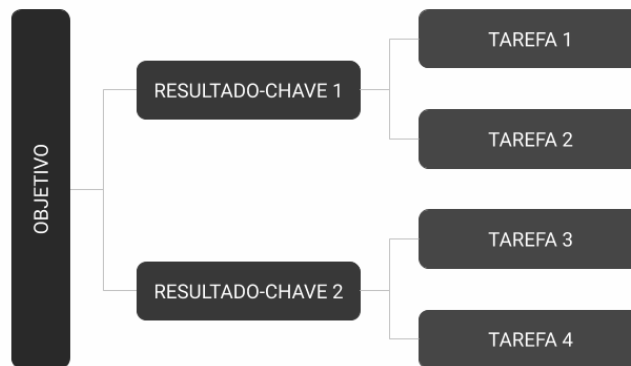 OBJETIVO
RESULTADO-CHAVE 1
TAREFA 1
TAREFA 2
RESULTADO-CHAVE 2
TAREFA 3
TAREFA 4